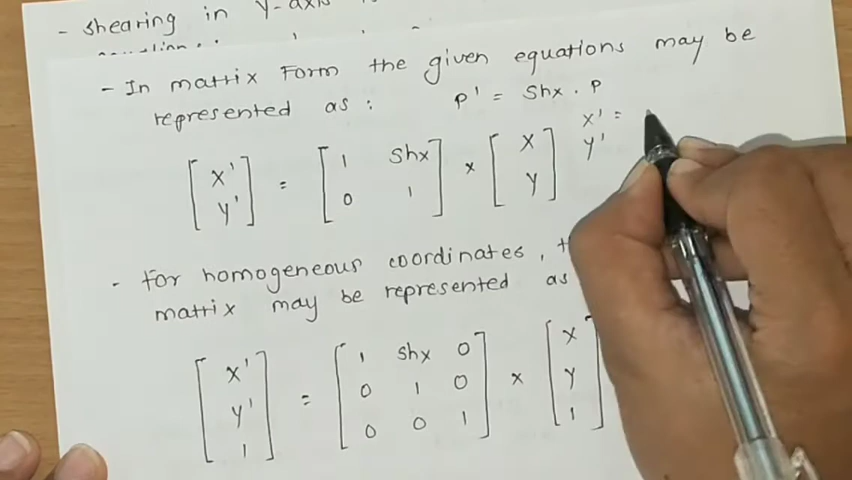 - shearing in Y-axis
- In matrix Form the given equations may be
represented as : P' = Shx . P
x' =
y'
[x'] = [1 Shx] × [x]
[y'] [0 1] [y]
- For homogeneous coordinates,
matrix may be represented as
[x'] = [1 shx 0] × [x]
[y'] [0 1 0] [y]
[1] [0 0 1] [1]